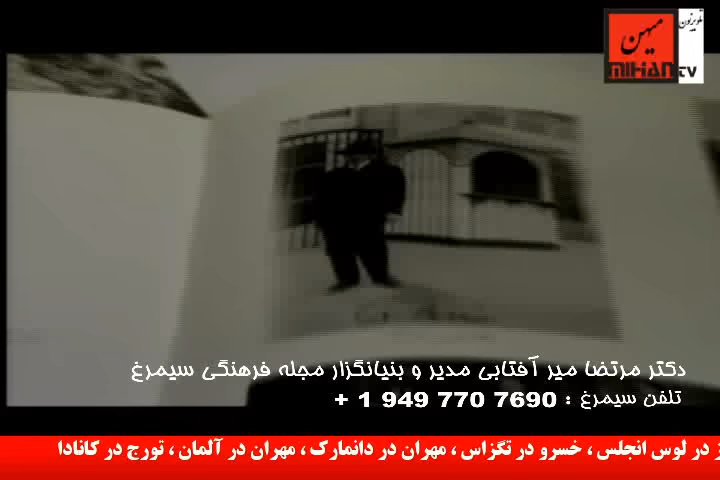 تلویزیون
میهن
MIHAN tv
دکتر مرتضا میر آفتابی مدیر و بنیانگزار مجله فرهنگی سیمرغ
تلفن سیمرغ : 7690 770 949 1 +
ز در لوس انجلس ، خسرو در تگزاس ، مهران در دانمارک ، مهران در آلمان ، تورج در کانادا